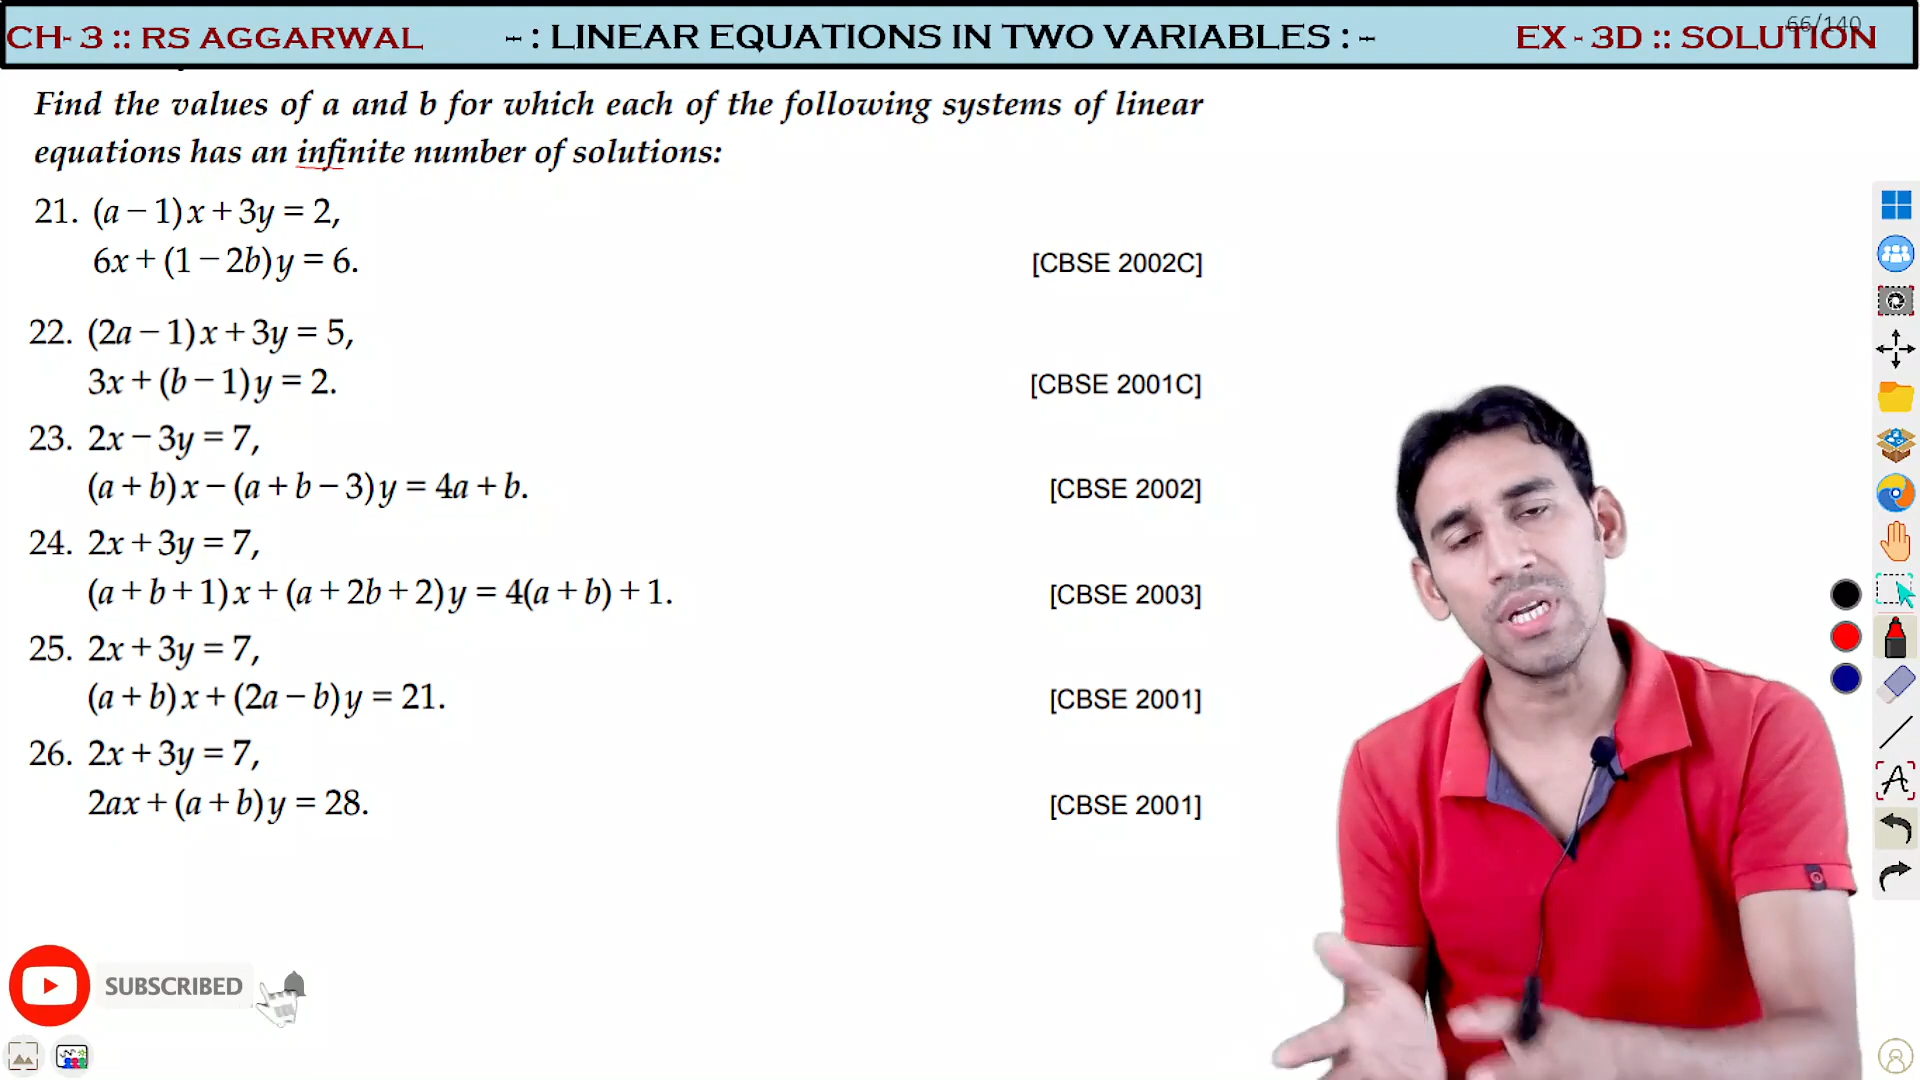 CH- 3 :: RS AGGARWAL -- : LINEAR EQUATIONS IN TWO VARIABLES : -- EX - 3D :: SOLUTION
66/140
Find the values of a and b for which each of the following systems of linear
equations has an infinite number of solutions:
21. (a − 1)x + 3y = 2,
6x + (1 − 2b)y = 6. [CBSE 2002C]
22. (2a − 1)x + 3y = 5,
3x + (b − 1)y = 2. [CBSE 2001C]
23. 2x − 3y = 7,
(a + b)x − (a + b − 3)y = 4a + b. [CBSE 2002]
24. 2x + 3y = 7,
(a + b + 1)x + (a + 2b + 2)y = 4(a + b) + 1. [CBSE 2003]
25. 2x + 3y = 7,
(a + b)x + (2a − b)y = 21. [CBSE 2001]
26. 2x + 3y = 7,
2ax + (a + b)y = 28. [CBSE 2001]
SUBSCRIBED